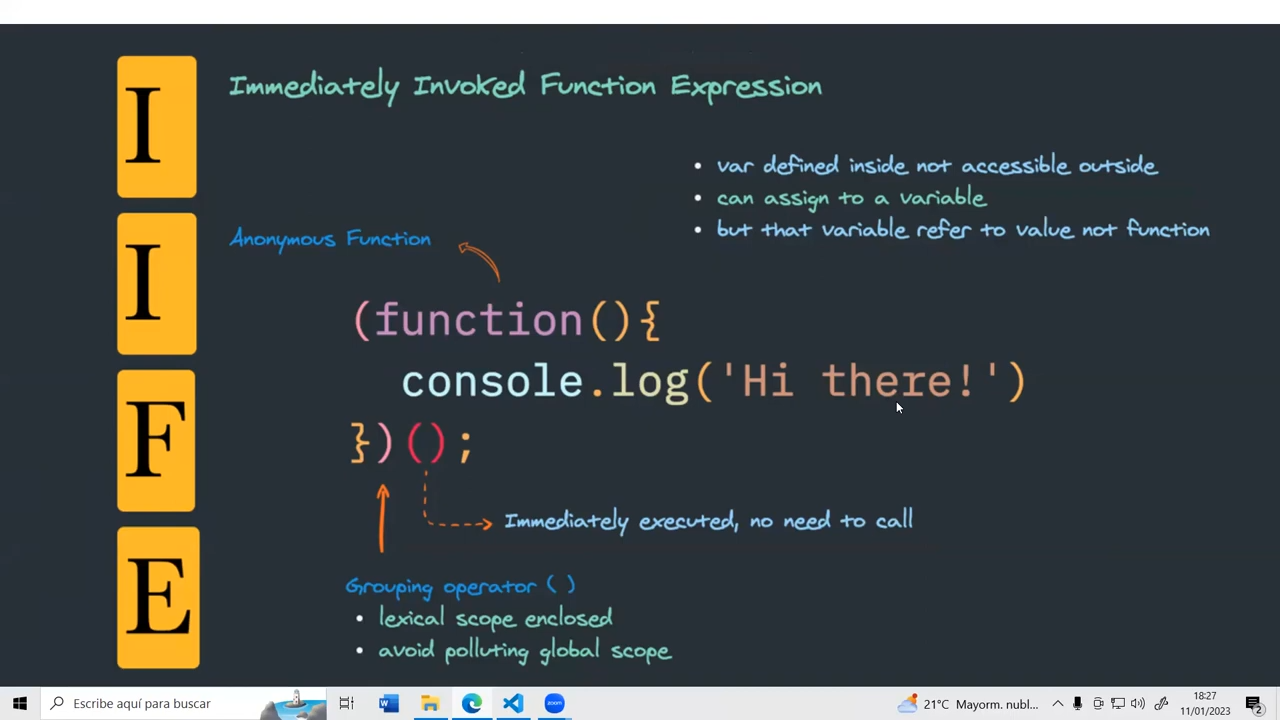 I
I
F
E
Immediately Invoked Function Expression
• var defined inside not accessible outside
• can assign to a variable
• but that variable refer to value not function
Anonymous Function
(function(){
console.log('Hi there!')
})();
Immediately executed, no need to call
Grouping operator ( )
• lexical scope enclosed
• avoid polluting global scope
Escribe aquí para buscar
W
zoom
21°C Mayorm. nubl...
18:27
11/01/2023
2